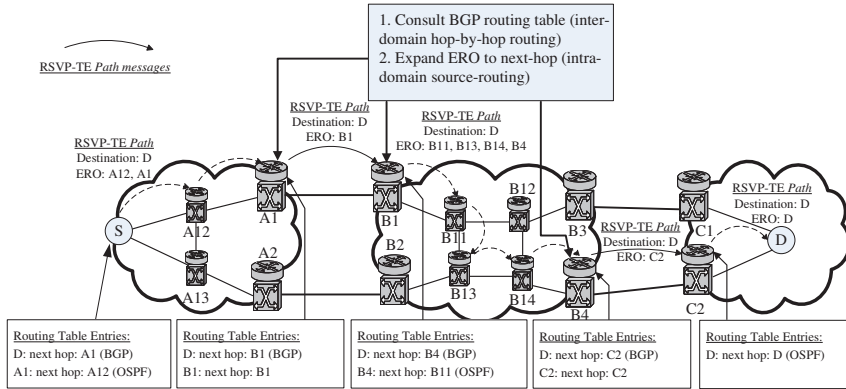 1. Consult BGP routing table (inter-
domain hop-by-hop routing)
2. Expand ERO to next-hop (intra-
domain source-routing)
RSVP-TE Path messages
RSVP-TE Path
Destination: D
ERO: A12, A1
RSVP-TE Path
Destination: D
ERO: B1
RSVP-TE Path
Destination: D
ERO: B11, B13, B14, B4
RSVP-TE Path
Destination: D
ERO: C2
RSVP-TE Path
Destination: D
ERO: D
S
A12
A13
A1
A2
B1
B2
B11
B12
B13
B14
B3
B4
C1
C2
D
Routing Table Entries:
D: next hop: A1 (BGP)
A1: next hop: A12 (OSPF)
Routing Table Entries:
D: next hop: B1 (BGP)
B1: next hop: B1
Routing Table Entries:
D: next hop: B4 (BGP)
B4: next hop: B11 (OSPF)
Routing Table Entries:
D: next hop: C2 (BGP)
C2: next hop: C2
Routing Table Entries:
D: next hop: D (OSPF)